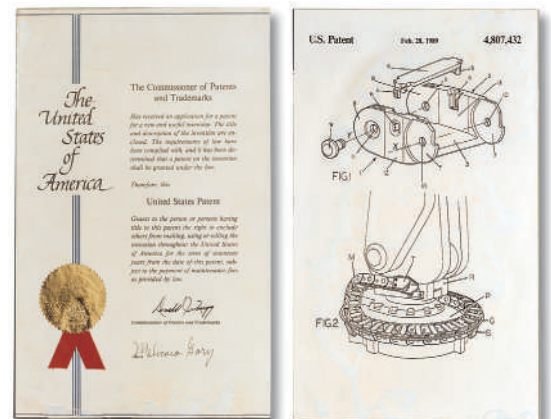 The
United
States
of
America
The Commissioner of Patents
and Trademarks
Has received an application for a patent
for a new and useful invention. The title
and description of the invention are en-
closed. The requirements of law have
been complied with, and it has been de-
termined that a patent on the invention
shall be granted under the law.
Therefore, this
United States Patent
Grants to the person or persons having
title to this patent the right to exclude
others from making, using or selling the
invention throughout the United States
of America for the term of seventeen
years from the date of this patent, sub-
ject to the payment of maintenance fees
as provided by law.
Commissioner of Patents and Trademarks
U.S. Patent
Feb. 28, 1989
4,807,432
FIG.1
M
R
P
FIG.2
G
S